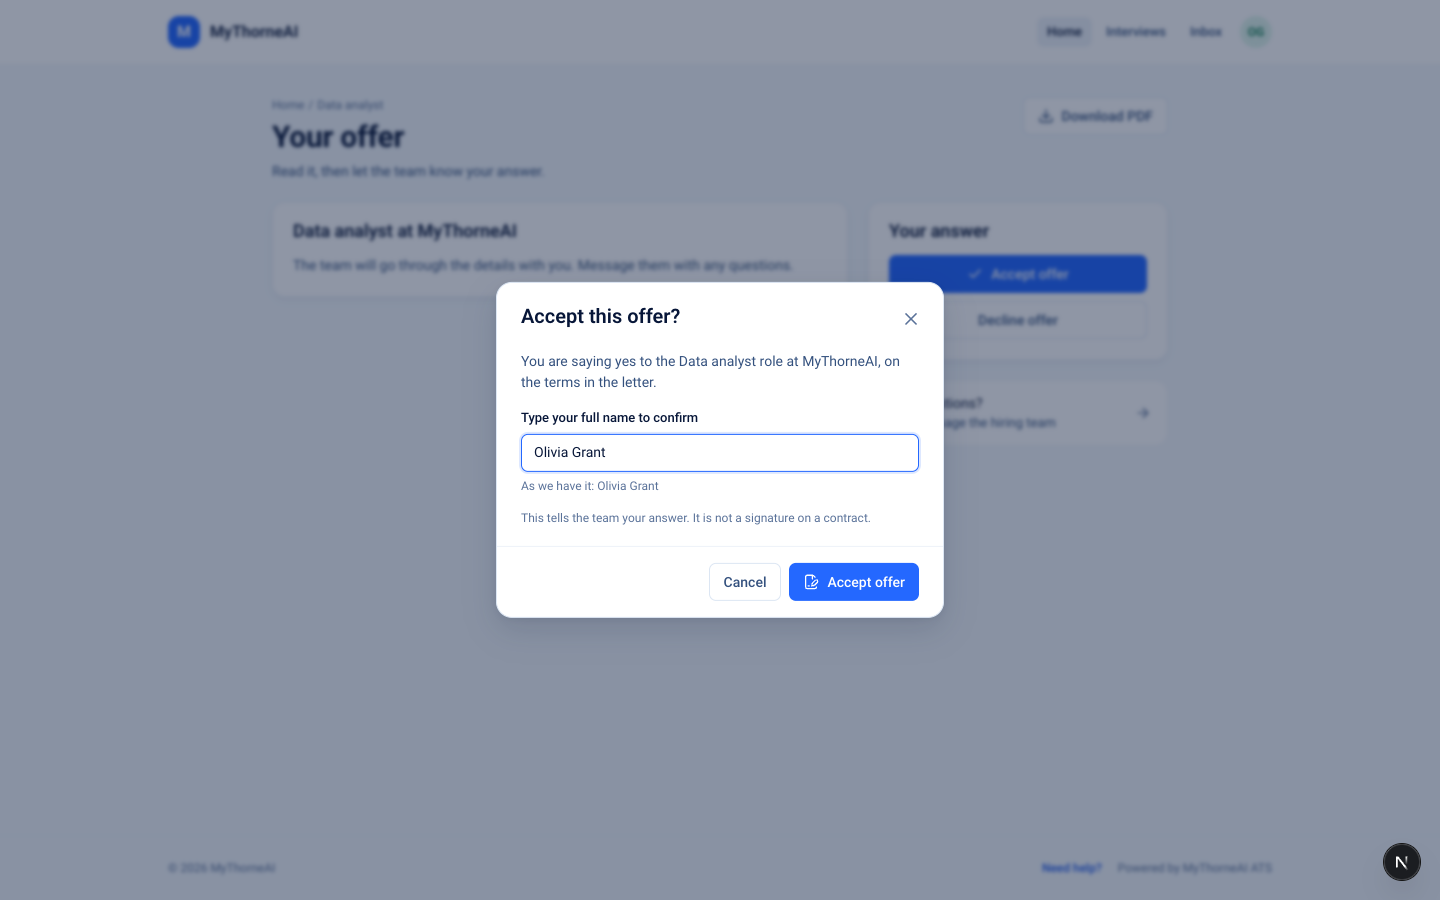 M MyThorneAI
Home Interviews Inbox OG
Home / Data analyst
Your offer
Read it, then let the team know your answer.
Download PDF
Data analyst at MyThorneAI
The team will go through the details with you. Message them with any questions.
Your answer
Accept offer
Decline offer
Accept this offer?
You are saying yes to the Data analyst role at MyThorneAI, on
the terms in the letter.
Type your full name to confirm
Olivia Grant
As we have it: Olivia Grant
This tells the team your answer. It is not a signature on a contract.
Cancel
Accept offer
the hiring team
© 2026 MyThorneAI
Need help? Powered by MyThorneAI ATS
N